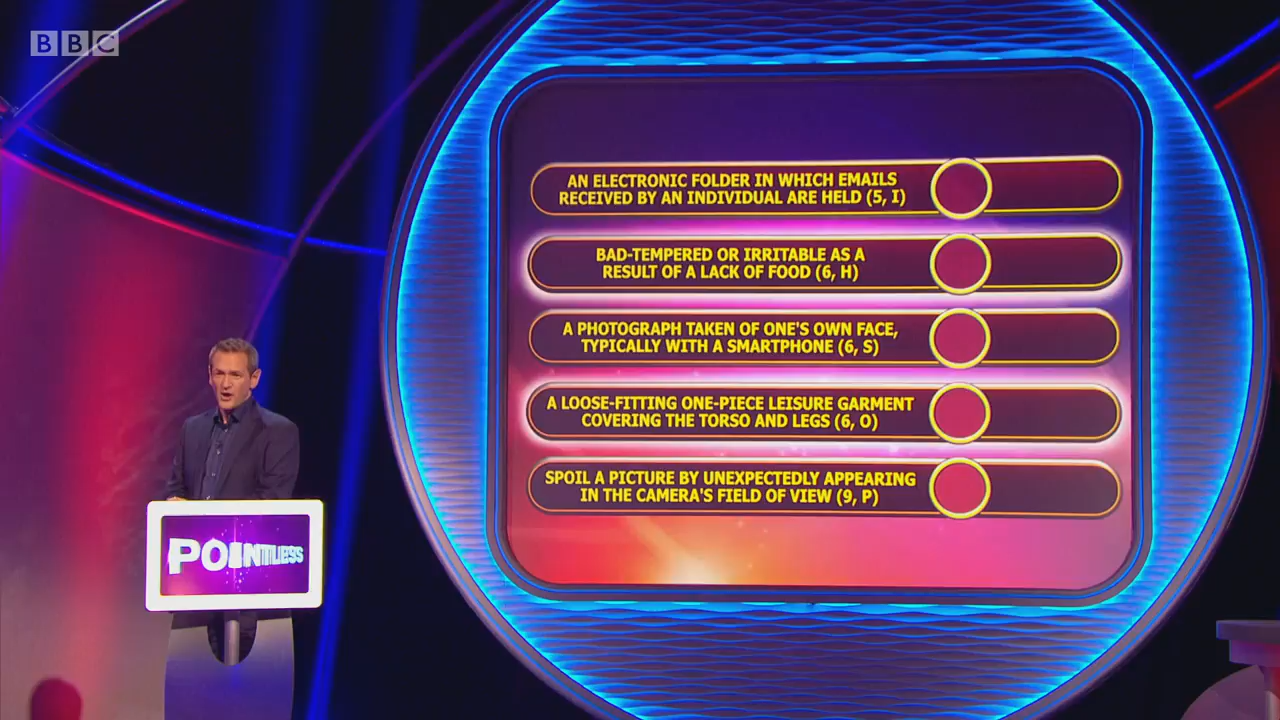 BBC
AN ELECTRONIC FOLDER IN WHICH EMAILS
RECEIVED BY AN INDIVIDUAL ARE HELD (5, I)
BAD-TEMPERED OR IRRITABLE AS A
RESULT OF A LACK OF FOOD (6, H)
A PHOTOGRAPH TAKEN OF ONE'S OWN FACE,
TYPICALLY WITH A SMARTPHONE (6, S)
A LOOSE-FITTING ONE-PIECE LEISURE GARMENT
COVERING THE TORSO AND LEGS (6, O)
SPOIL A PICTURE BY UNEXPECTEDLY APPEARING
IN THE CAMERA'S FIELD OF VIEW (9, P)
POINTLESS